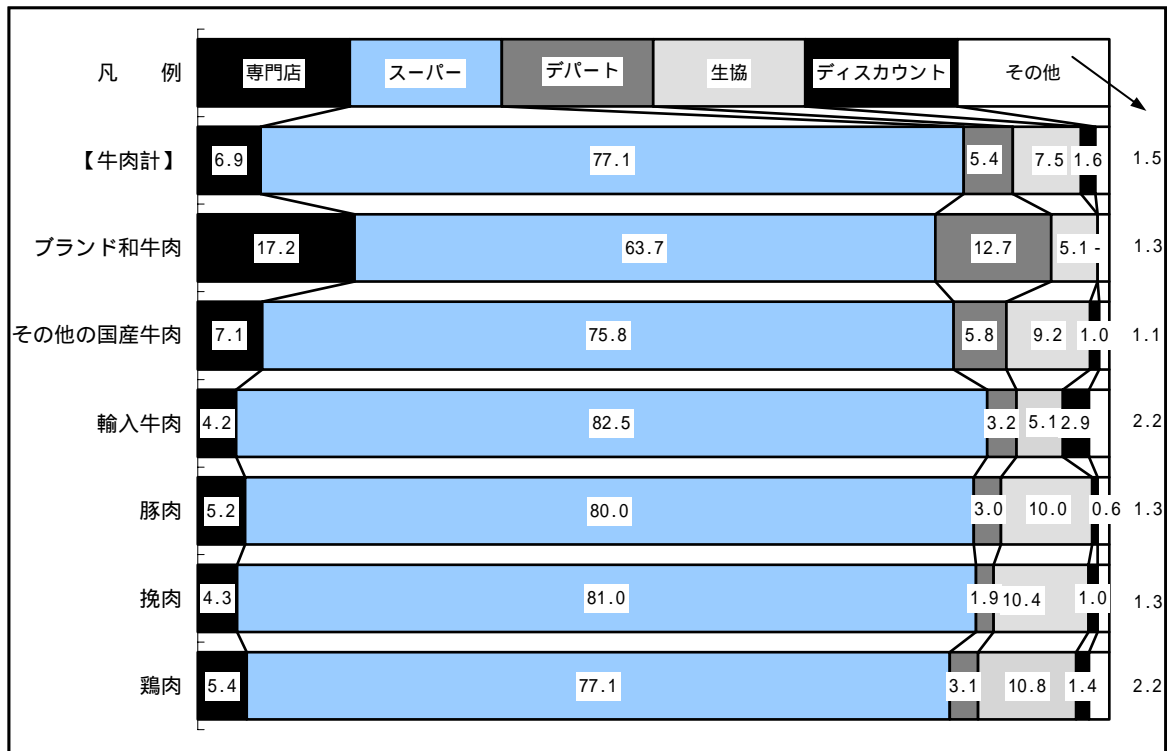 凡　例 専門店 スーパー デパート 生協 ディスカウント その他
【牛肉計】 6.9 77.1 5.4 7.5 1.6 1.5
ブランド和牛肉 17.2 63.7 12.7 5.1 - 1.3
その他の国産牛肉 7.1 75.8 5.8 9.2 1.0 1.1
輸入牛肉 4.2 82.5 3.2 5.1 2.9 2.2
豚肉 5.2 80.0 3.0 10.0 0.6 1.3
挽肉 4.3 81.0 1.9 10.4 1.0 1.3
鶏肉 5.4 77.1 3.1 10.8 1.4 2.2